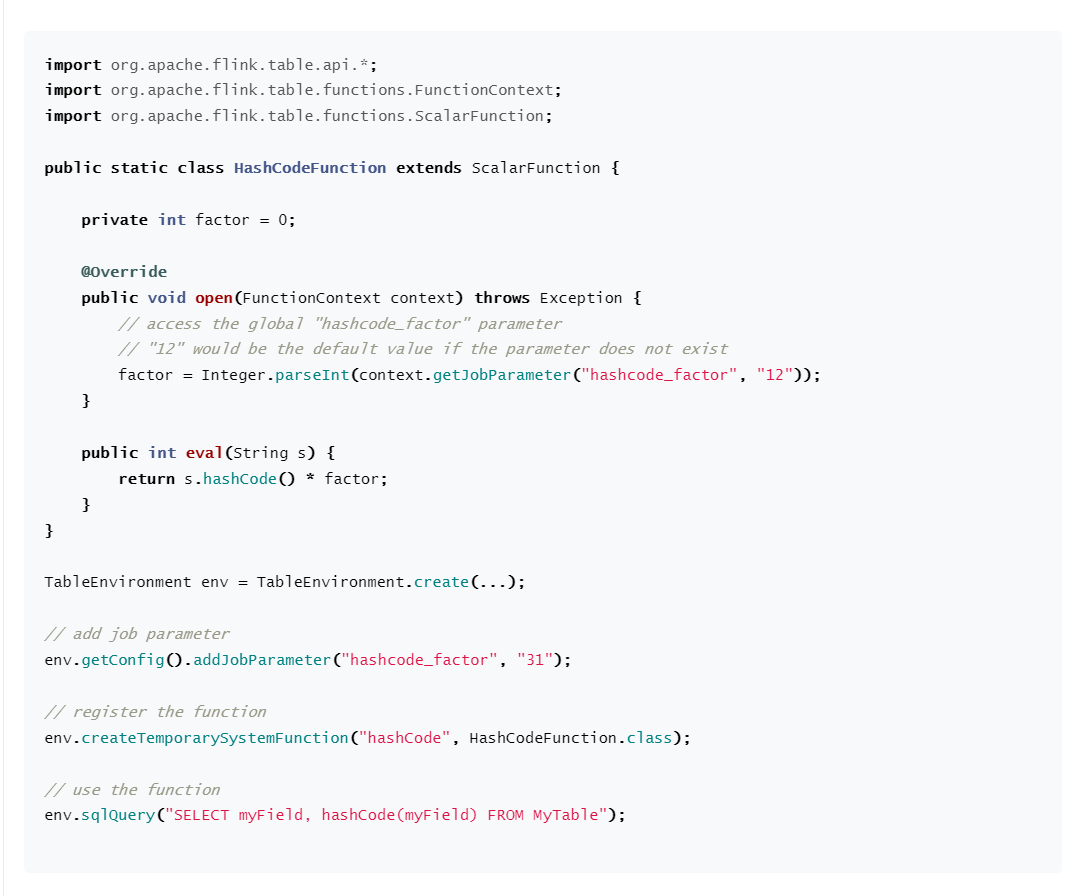 import org.apache.flink.table.api.*;
import org.apache.flink.table.functions.FunctionContext;
import org.apache.flink.table.functions.ScalarFunction;

public static class HashCodeFunction extends ScalarFunction {

    private int factor = 0;

    @Override
    public void open(FunctionContext context) throws Exception {
        // access the global "hashcode_factor" parameter
        // "12" would be the default value if the parameter does not exist
        factor = Integer.parseInt(context.getJobParameter("hashcode_factor", "12"));
    }

    public int eval(String s) {
        return s.hashCode() * factor;
    }
}

TableEnvironment env = TableEnvironment.create(...);

// add job parameter
env.getConfig().addJobParameter("hashcode_factor", "31");

// register the function
env.createTemporarySystemFunction("hashCode", HashCodeFunction.class);

// use the function
env.sqlQuery("SELECT myField, hashCode(myField) FROM MyTable");